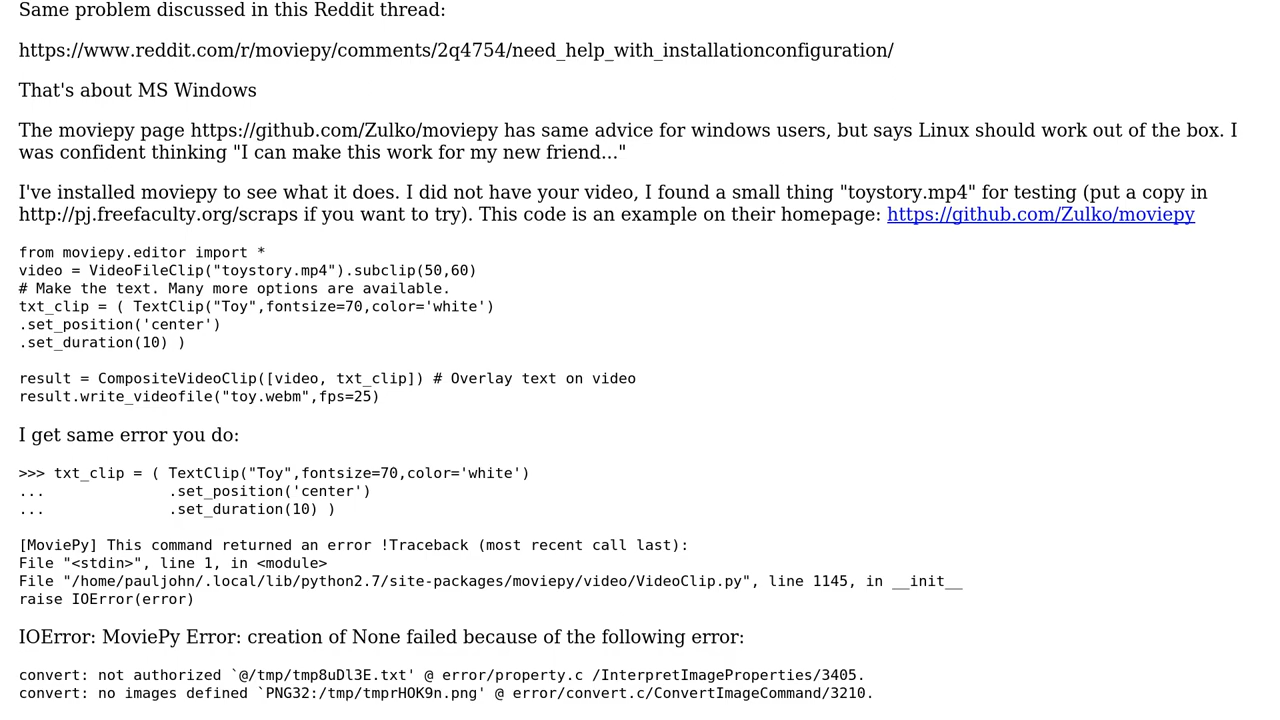 Same problem discussed in this Reddit thread:
https://www.reddit.com/r/moviepy/comments/2q4754/need_help_with_installationconfiguration/
That's about MS Windows
The moviepy page https://github.com/Zulko/moviepy has same advice for windows users, but says Linux should work out of the box. I
was confident thinking "I can make this work for my new friend..."
I've installed moviepy to see what it does. I did not have your video, I found a small thing "toystory.mp4" for testing (put a copy in
http://pj.freefaculty.org/scraps if you want to try). This code is an example on their homepage: https://github.com/Zulko/moviepy
from moviepy.editor import *
video = VideoFileClip("toystory.mp4").subclip(50,60)
# Make the text. Many more options are available.
txt_clip = ( TextClip("Toy",fontsize=70,color='white')
.set_position('center')
.set_duration(10) )
result = CompositeVideoClip([video, txt_clip]) # Overlay text on video
result.write_videofile("toy.webm",fps=25)
I get same error you do:
>>> txt_clip = ( TextClip("Toy",fontsize=70,color='white')
...              .set_position('center')
...              .set_duration(10) )
[MoviePy] This command returned an error !Traceback (most recent call last):
File "<stdin>", line 1, in <module>
File "/home/pauljohn/.local/lib/python2.7/site-packages/moviepy/video/VideoClip.py", line 1145, in __init__
raise IOError(error)
IOError: MoviePy Error: creation of None failed because of the following error:
convert: not authorized `@/tmp/tmp8uDl3E.txt' @ error/property.c /InterpretImageProperties/3405.
convert: no images defined `PNG32:/tmp/tmprHOK9n.png' @ error/convert.c/ConvertImageCommand/3210.